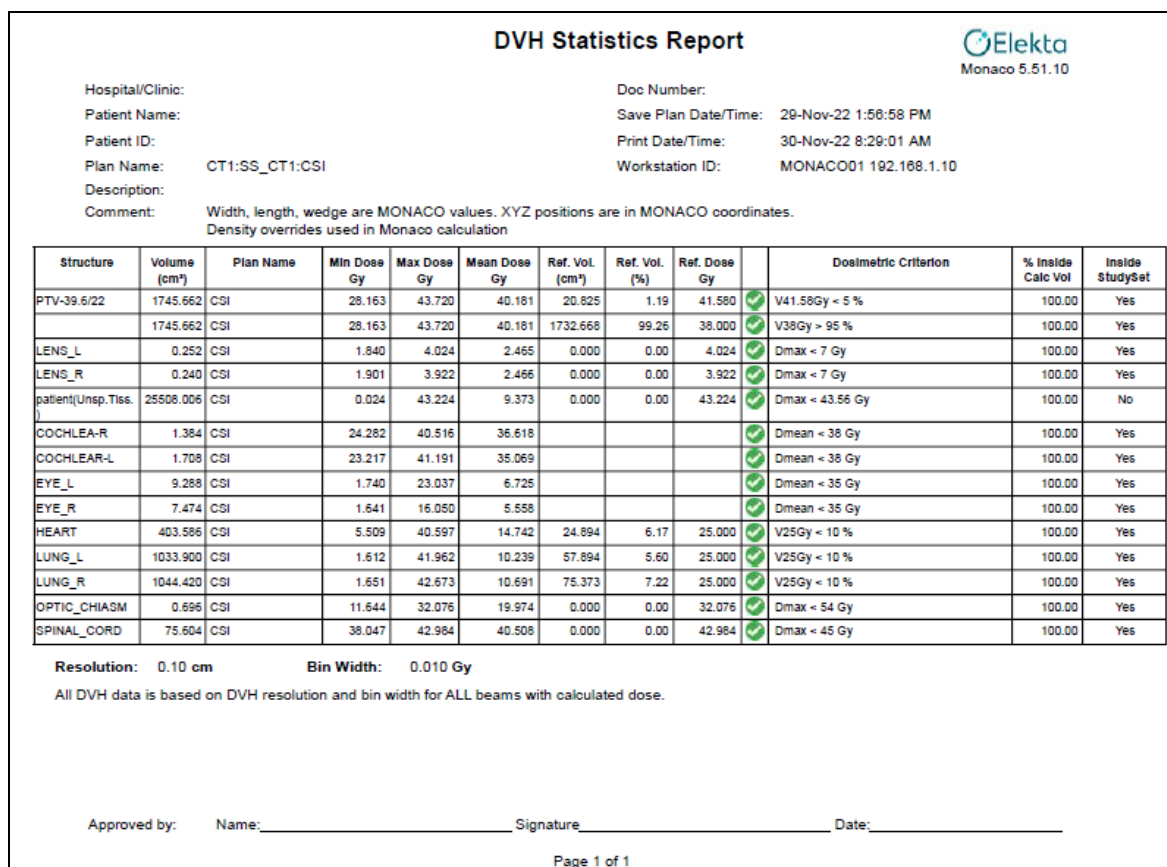 DVH Statistics Report
Elekta
Monaco 5.51.10
Hospital/Clinic: Doc Number:
Patient Name: Save Plan Date/Time: 29-Nov-22 1:56:58 PM
Patient ID: Print Date/Time: 30-Nov-22 8:29:01 AM
Plan Name: CT1:SS_CT1:CSI Workstation ID: MONACO01 192.168.1.10
Description:
Comment: Width, length, wedge are MONACO values. XYZ positions are in MONACO coordinates.
Density overrides used in Monaco calculation
Structure Volume (cm³) Plan Name Min Dose Gy Max Dose Gy Mean Dose Gy Ref. Vol. (cm³) Ref. Vol. (%) Ref. Dose Gy Dosimetric Criterion % Inside Calc Vol Inside StudySet
PTV-39.6/22 1745.662 CSI 28.163 43.720 40.181 20.825 1.19 41.580 V41.58Gy < 5 % 100.00 Yes
1745.662 CSI 28.163 43.720 40.181 1732.668 99.26 38.000 V38Gy > 95 % 100.00 Yes
LENS_L 0.252 CSI 1.840 4.024 2.465 0.000 0.00 4.024 Dmax < 7 Gy 100.00 Yes
LENS_R 0.240 CSI 1.901 3.922 2.466 0.000 0.00 3.922 Dmax < 7 Gy 100.00 Yes
patient(Unsp.Tiss.) 25508.006 CSI 0.024 43.224 9.373 0.000 0.00 43.224 Dmax < 43.56 Gy 100.00 No
COCHLEA-R 1.384 CSI 24.282 40.516 36.618 Dmean < 38 Gy 100.00 Yes
COCHLEAR-L 1.708 CSI 23.217 41.191 35.069 Dmean < 38 Gy 100.00 Yes
EYE_L 9.288 CSI 1.740 23.037 6.725 Dmean < 35 Gy 100.00 Yes
EYE_R 7.474 CSI 1.641 16.050 5.558 Dmean < 35 Gy 100.00 Yes
HEART 403.586 CSI 5.509 40.597 14.742 24.894 6.17 25.000 V25Gy < 10 % 100.00 Yes
LUNG_L 1033.900 CSI 1.612 41.962 10.239 57.894 5.60 25.000 V25Gy < 10 % 100.00 Yes
LUNG_R 1044.420 CSI 1.651 42.673 10.691 75.373 7.22 25.000 V25Gy < 10 % 100.00 Yes
OPTIC_CHIASM 0.696 CSI 11.644 32.076 19.974 0.000 0.00 32.076 Dmax < 54 Gy 100.00 Yes
SPINAL_CORD 75.604 CSI 38.047 42.984 40.508 0.000 0.00 42.984 Dmax < 45 Gy 100.00 Yes
Resolution: 0.10 cm Bin Width: 0.010 Gy
All DVH data is based on DVH resolution and bin width for ALL beams with calculated dose.
Approved by: Name: Signature Date:
Page 1 of 1